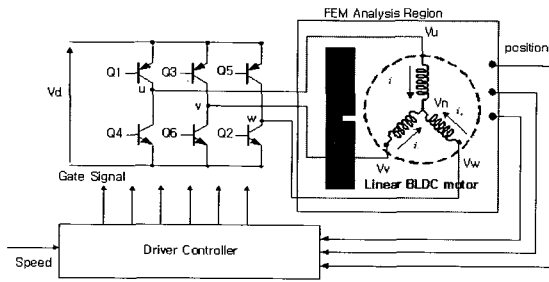 FEM Analysis Region
Vu
position
Q1
Q3
Q5
Vd
u
v
w
i
Vn
i
i
Q4
Q6
Q2
Vv
Vw
Linear BLDC motor
Gate Signal
Driver Controller
Speed